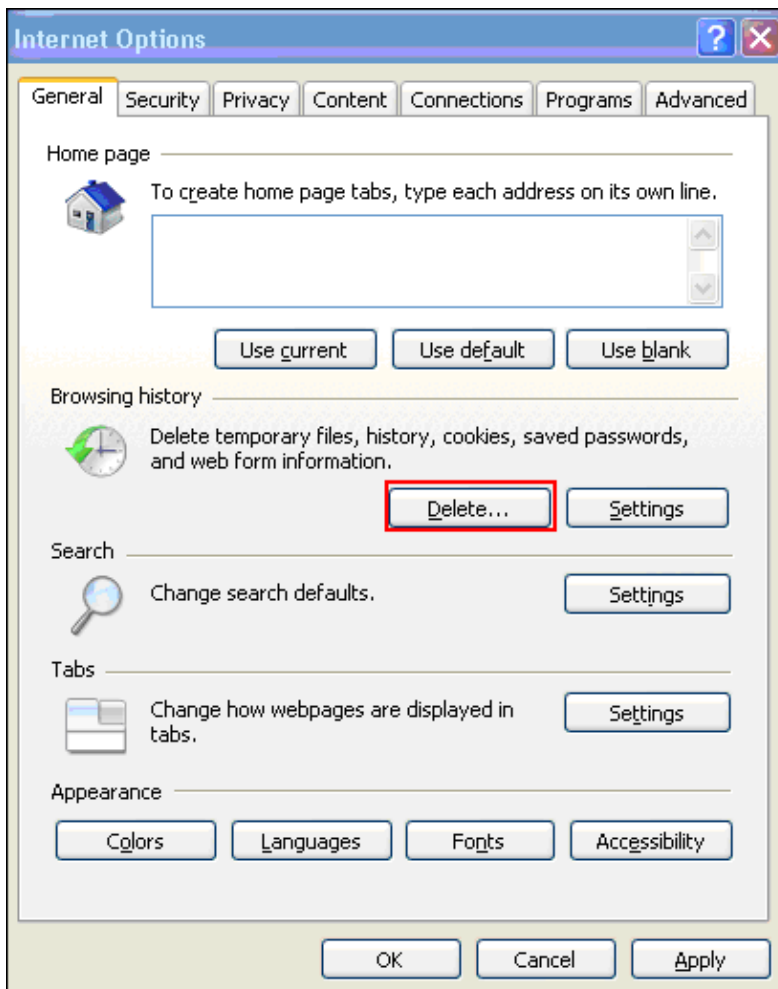 Internet Options
General Security Privacy Content Connections Programs Advanced
Home page
To create home page tabs, type each address on its own line.
Use current Use default Use blank
Browsing history
Delete temporary files, history, cookies, saved passwords,
and web form information.
Delete... Settings
Search
Change search defaults.
Settings
Tabs
Change how webpages are displayed in
tabs.
Settings
Appearance
Colors Languages Fonts Accessibility
OK Cancel Apply